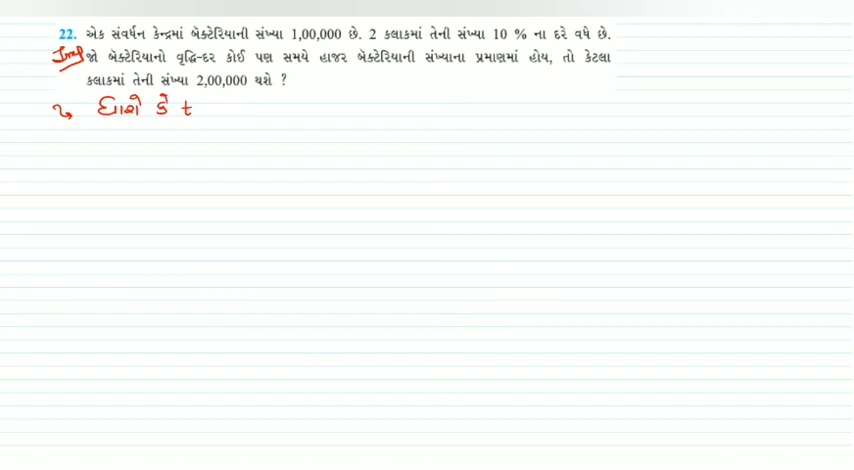 22. એક સંવર્ધન કેન્દ્રમાં બૅક્ટેરિયાની સંખ્યા 1,00,000 છે. 2 કલાકમાં તેની સંખ્યા 10 % ના દરે વધે છે.
Imp જો બૅક્ટેરિયાનો વૃદ્ધિ-દર કોઈ પણ સમયે હાજર બૅક્ટેરિયાની સંખ્યાના પ્રમાણમાં હોય, તો કેટલા
કલાકમાં તેની સંખ્યા 2,00,000 થશે ?
→ ધારો કે t